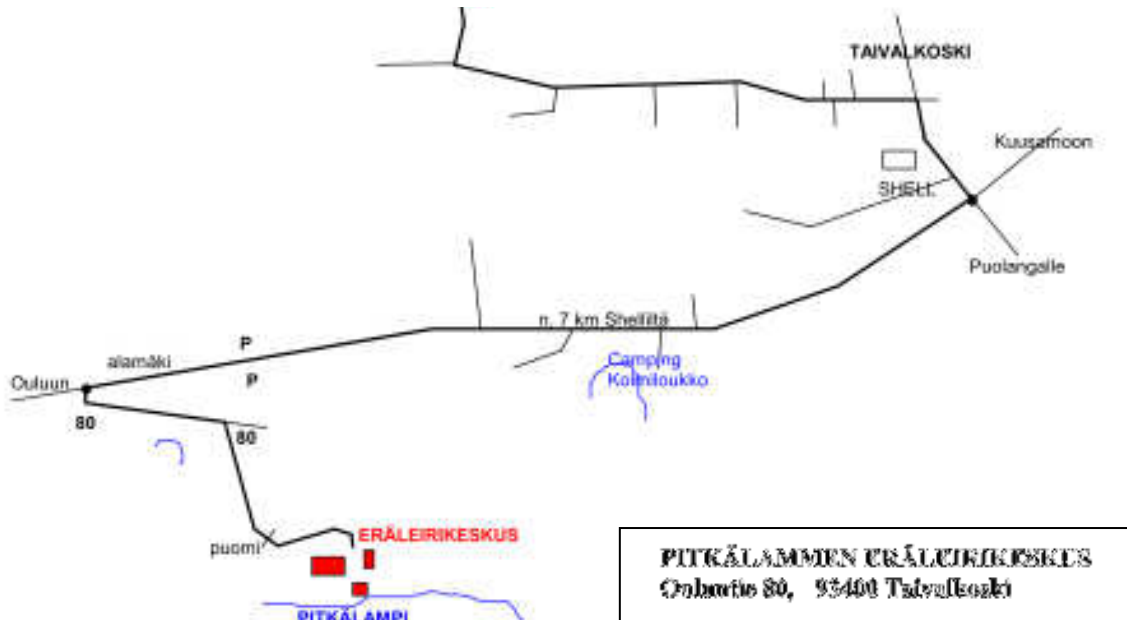 TAIVALKOSKI
Kuusamoon
SHELL
Puolangalle
n. 7 km Shelliltä
P
alamäki
P
Camping
Kolmiloukko
Ouluun
80
80
puomi
ERÄLEIRIKESKUS
PITKÄLAMPI
PITKÄLAMMEN ERÄLEIRIKESKUS
80, 93400 Taivalkoski